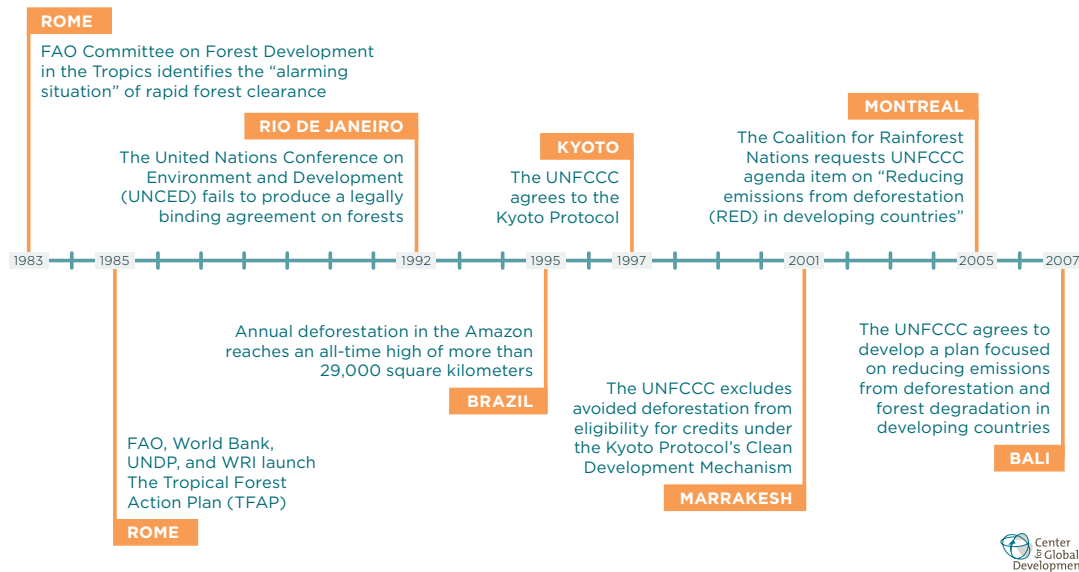 ROME
FAO Committee on Forest Development
in the Tropics identifies the “alarming
situation” of rapid forest clearance
RIO DE JANEIRO
The United Nations Conference on
Environment and Development
(UNCED) fails to produce a legally
binding agreement on forests
KYOTO
The UNFCCC
agrees to the
Kyoto Protocol
MONTREAL
The Coalition for Rainforest
Nations requests UNFCCC
agenda item on “Reducing
emissions from deforestation
(RED) in developing countries”
1983
1985
1992
1995
1997
2001
2005
2007
Annual deforestation in the Amazon
reaches an all-time high of more than
29,000 square kilometers
BRAZIL
FAO, World Bank,
UNDP, and WRI launch
The Tropical Forest
Action Plan (TFAP)
ROME
The UNFCCC excludes
avoided deforestation from
eligibility for credits under
the Kyoto Protocol’s Clean
Development Mechanism
MARRAKESH
The UNFCCC agrees to
develop a plan focused
on reducing emissions
from deforestation and
forest degradation in
developing countries
BALI
Center
for Global
Development